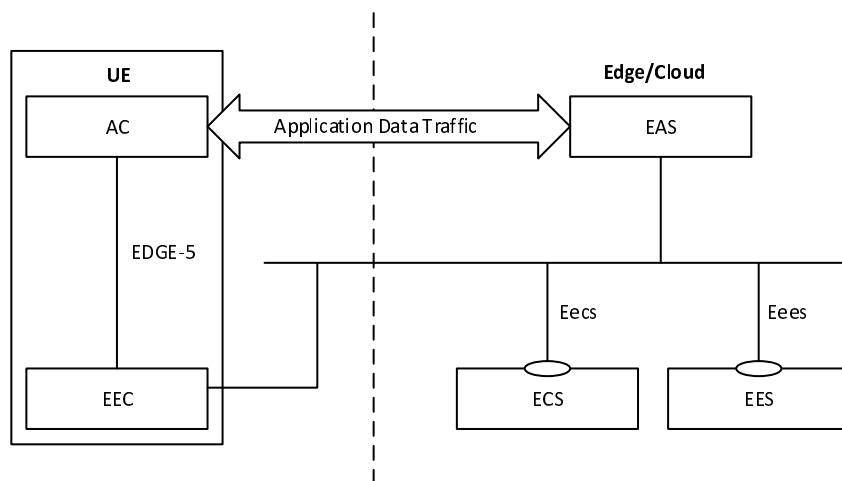 UE
Edge/Cloud
AC
Application Data Traffic
EAS
EDGE-5
Eecs
Eees
EEC
ECS
EES